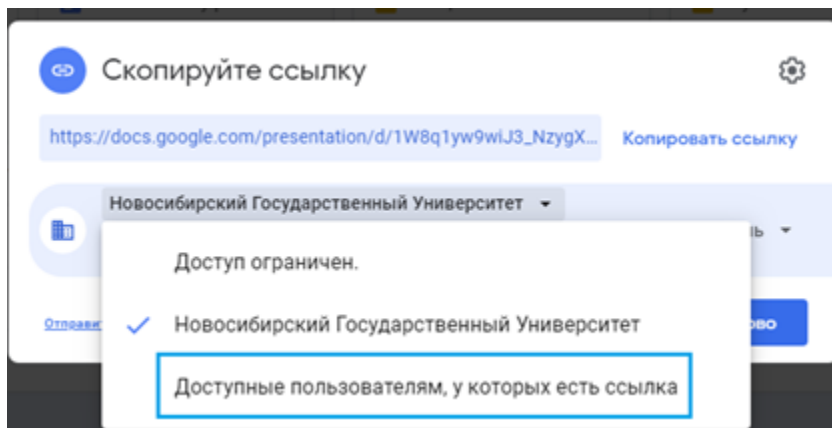 Скопируйте ссылку
https://docs.google.com/presentation/d/1W8q1yw9wiJ3_NzygX... Копировать ссылку
Новосибирский Государственный Университет
Доступ ограничен.
Новосибирский Государственный Университет
Доступные пользователям, у которых есть ссылка